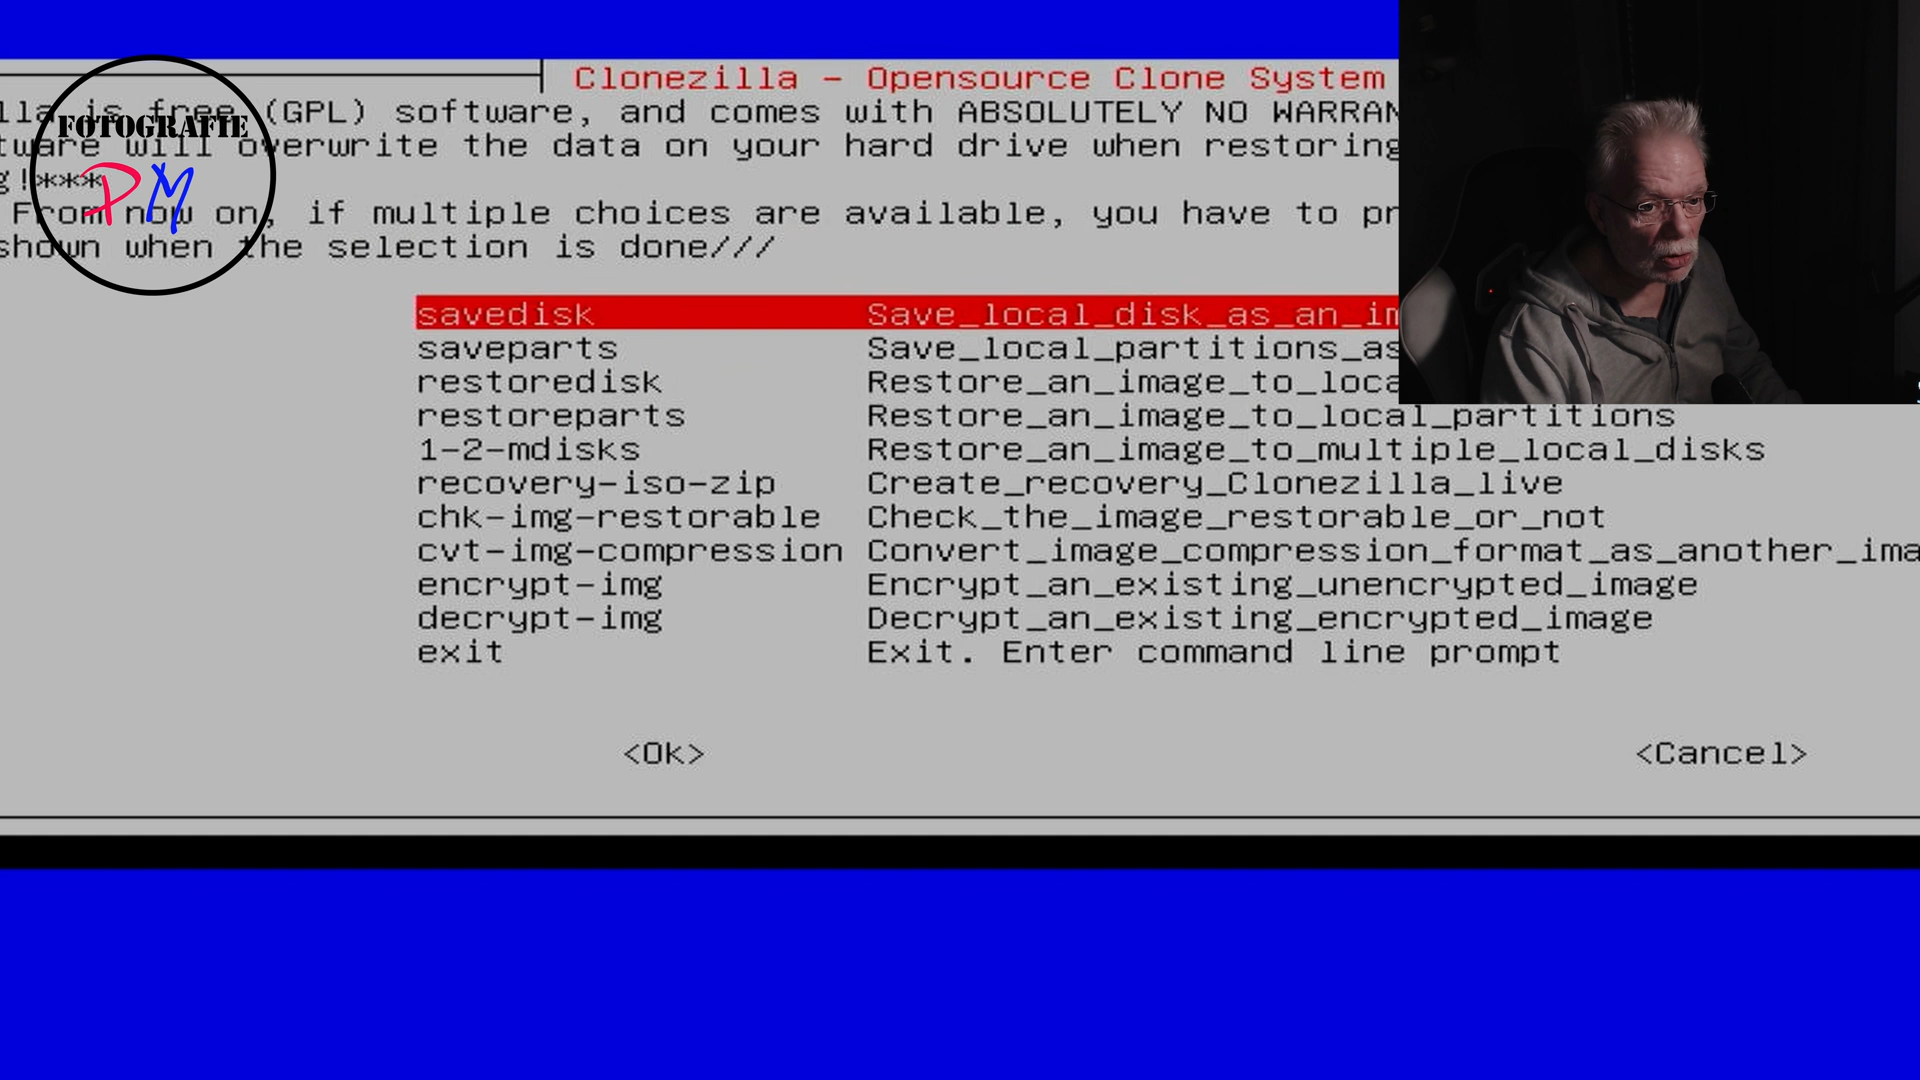 FOTOGRAFIE
PM
Clonezilla - Opensource Clone System
lla is free (GPL) software, and comes with ABSOLUTELY NO WARRAN
tware will overwrite the data on your hard drive when restoring
g!***
From now on, if multiple choices are available, you have to pr
shown when the selection is done///
savedisk Save_local_disk_as_an_im
saveparts Save_local_partitions_as
restoredisk Restore_an_image_to_loca
restoreparts Restore_an_image_to_local_partitions
1-2-mdisks Restore_an_image_to_multiple_local_disks
recovery-iso-zip Create_recovery_Clonezilla_live
chk-img-restorable Check_the_image_restorable_or_not
cvt-img-compression Convert_image_compression_format_as_another_ima
encrypt-img Encrypt_an_existing_unencrypted_image
decrypt-img Decrypt_an_existing_encrypted_image
exit Exit. Enter command line prompt
<Ok> <Cancel>